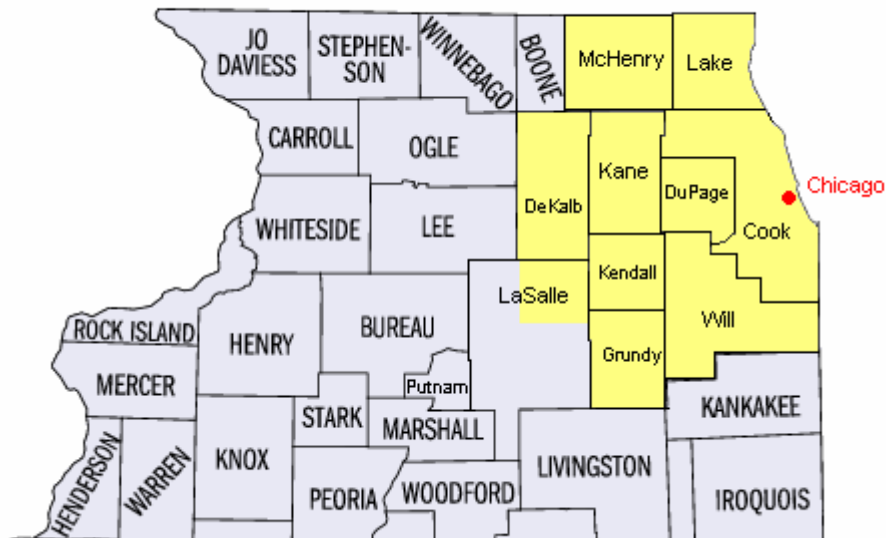 JO
DAVIESS
STEPHEN-
SON
WINNEBAGO
BOONE
McHenry
Lake
CARROLL
OGLE
Kane
DuPage
Chicago
DeKalb
WHITESIDE
LEE
Cook
Kendall
LaSalle
ROCK ISLAND
HENRY
BUREAU
Will
Grundy
MERCER
Putnam
KANKAKEE
STARK
MARSHALL
HENDERSON
WARREN
KNOX
LIVINGSTON
PEORIA
WOODFORD
IROQUOIS